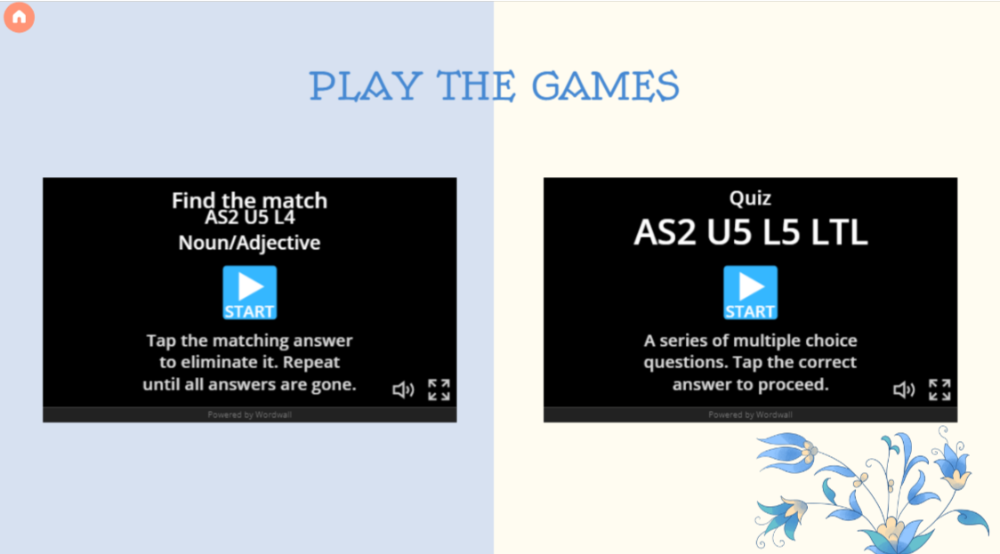 PLAY THE GAMES
Find the match
AS2 U5 L4
Noun/Adjective
START
Tap the matching answer
to eliminate it. Repeat
until all answers are gone.
Powered by Wordwall
Quiz
AS2 U5 L5 LTL
START
A series of multiple choice
questions. Tap the correct
answer to proceed.
Powered by Wordwall